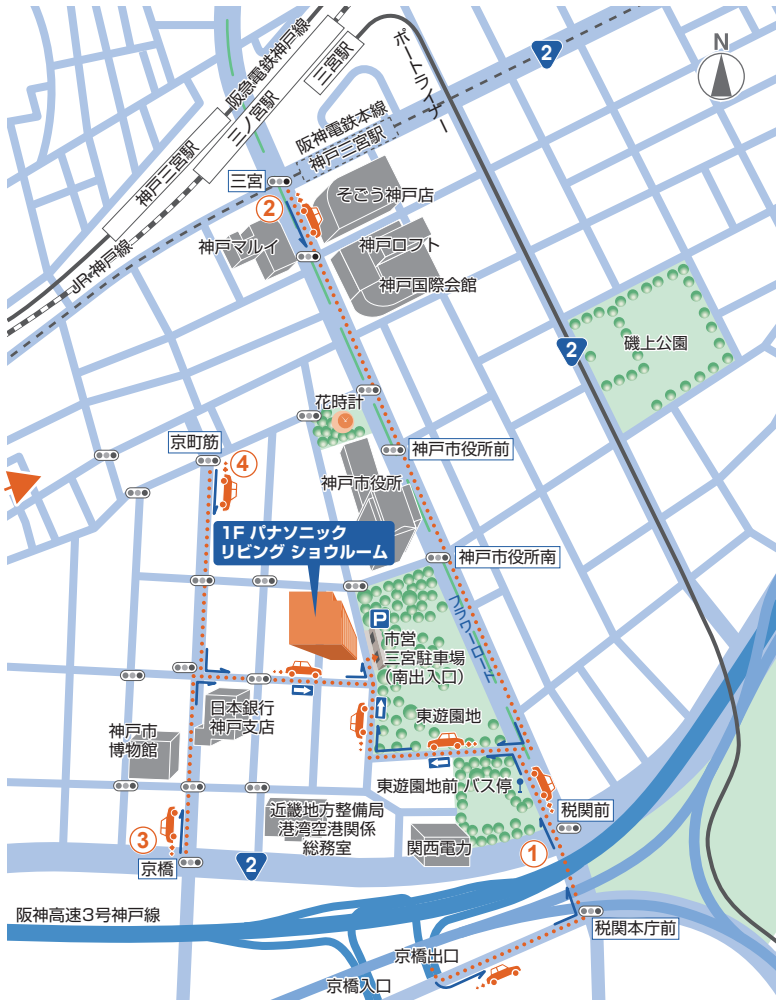 阪急電鉄神戸線
三宮駅
三ノ宮駅
神戸三宮駅
JR神戸線
ポートライナー
2
N
阪神電鉄本線
神戸三宮駅
三宮
②
そごう神戸店
神戸マルイ
神戸ロフト
神戸国際会館
2
磯上公園
花時計
京町筋
④
神戸市役所前
神戸市役所
1F パナソニック
リビング ショウルーム
神戸市役所南
フラワーロード
P
市営
三宮駐車場
(南出入口)
東遊園地
日本銀行
神戸支店
神戸市
博物館
東遊園地前 バス停
税関前
近畿地方整備局
港湾空港関係
総務室
関西電力
③
京橋
2
①
阪神高速3号神戸線
税関本庁前
京橋出口
京橋入口